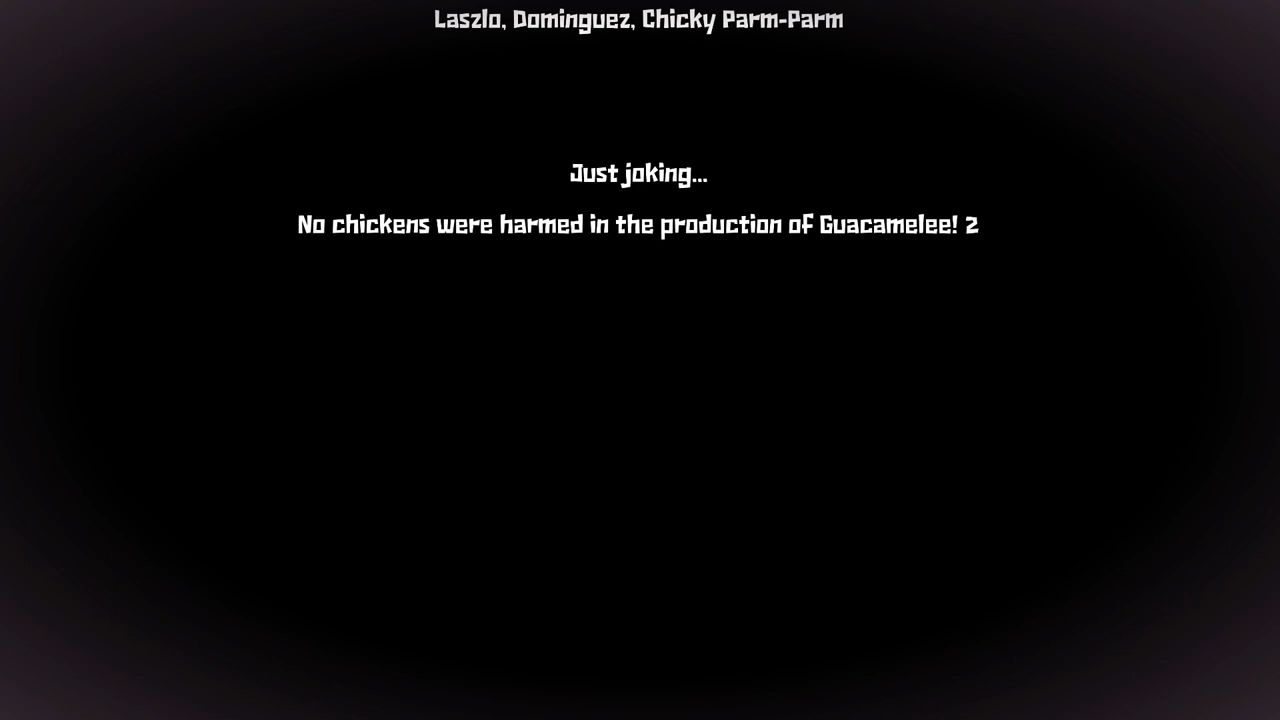 Laszlo, Dominguez, Chicky Parm-Parm
Just joking...
No chickens were harmed in the production of Guacamelee! 2